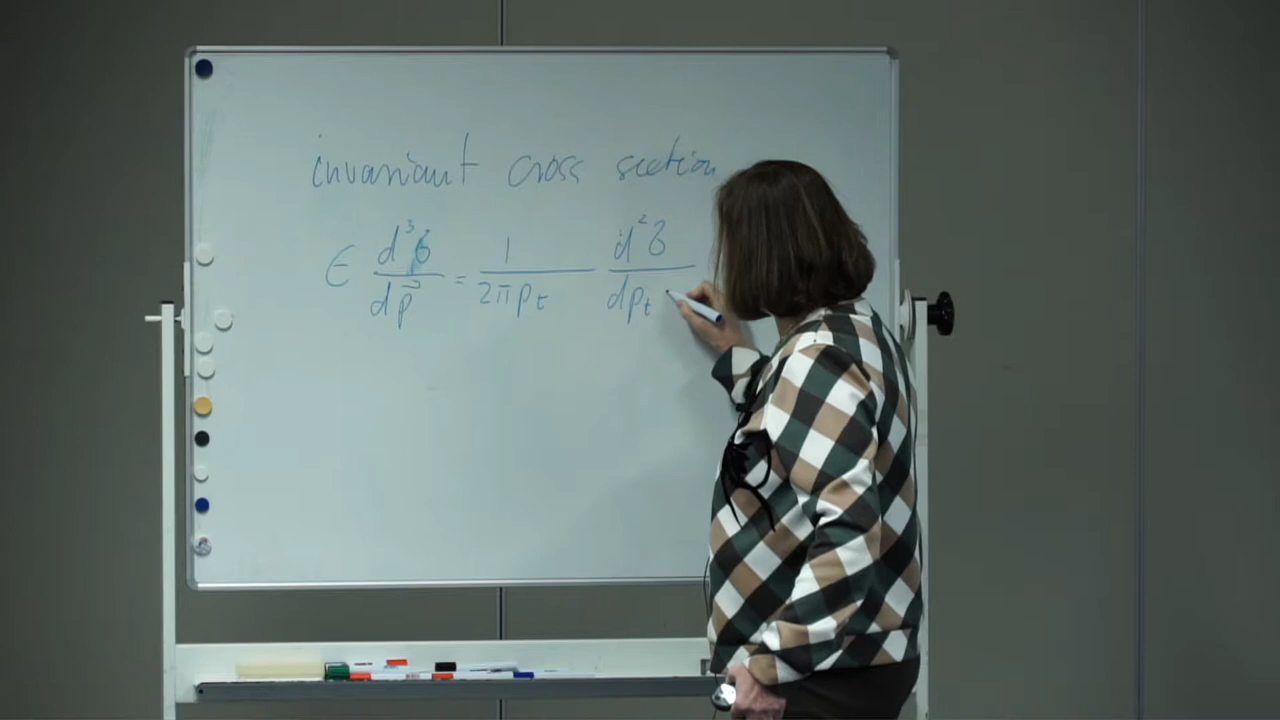 invariant cross section
E d³σ/dp⃗ = 1/2πp_t d²σ/dp_t